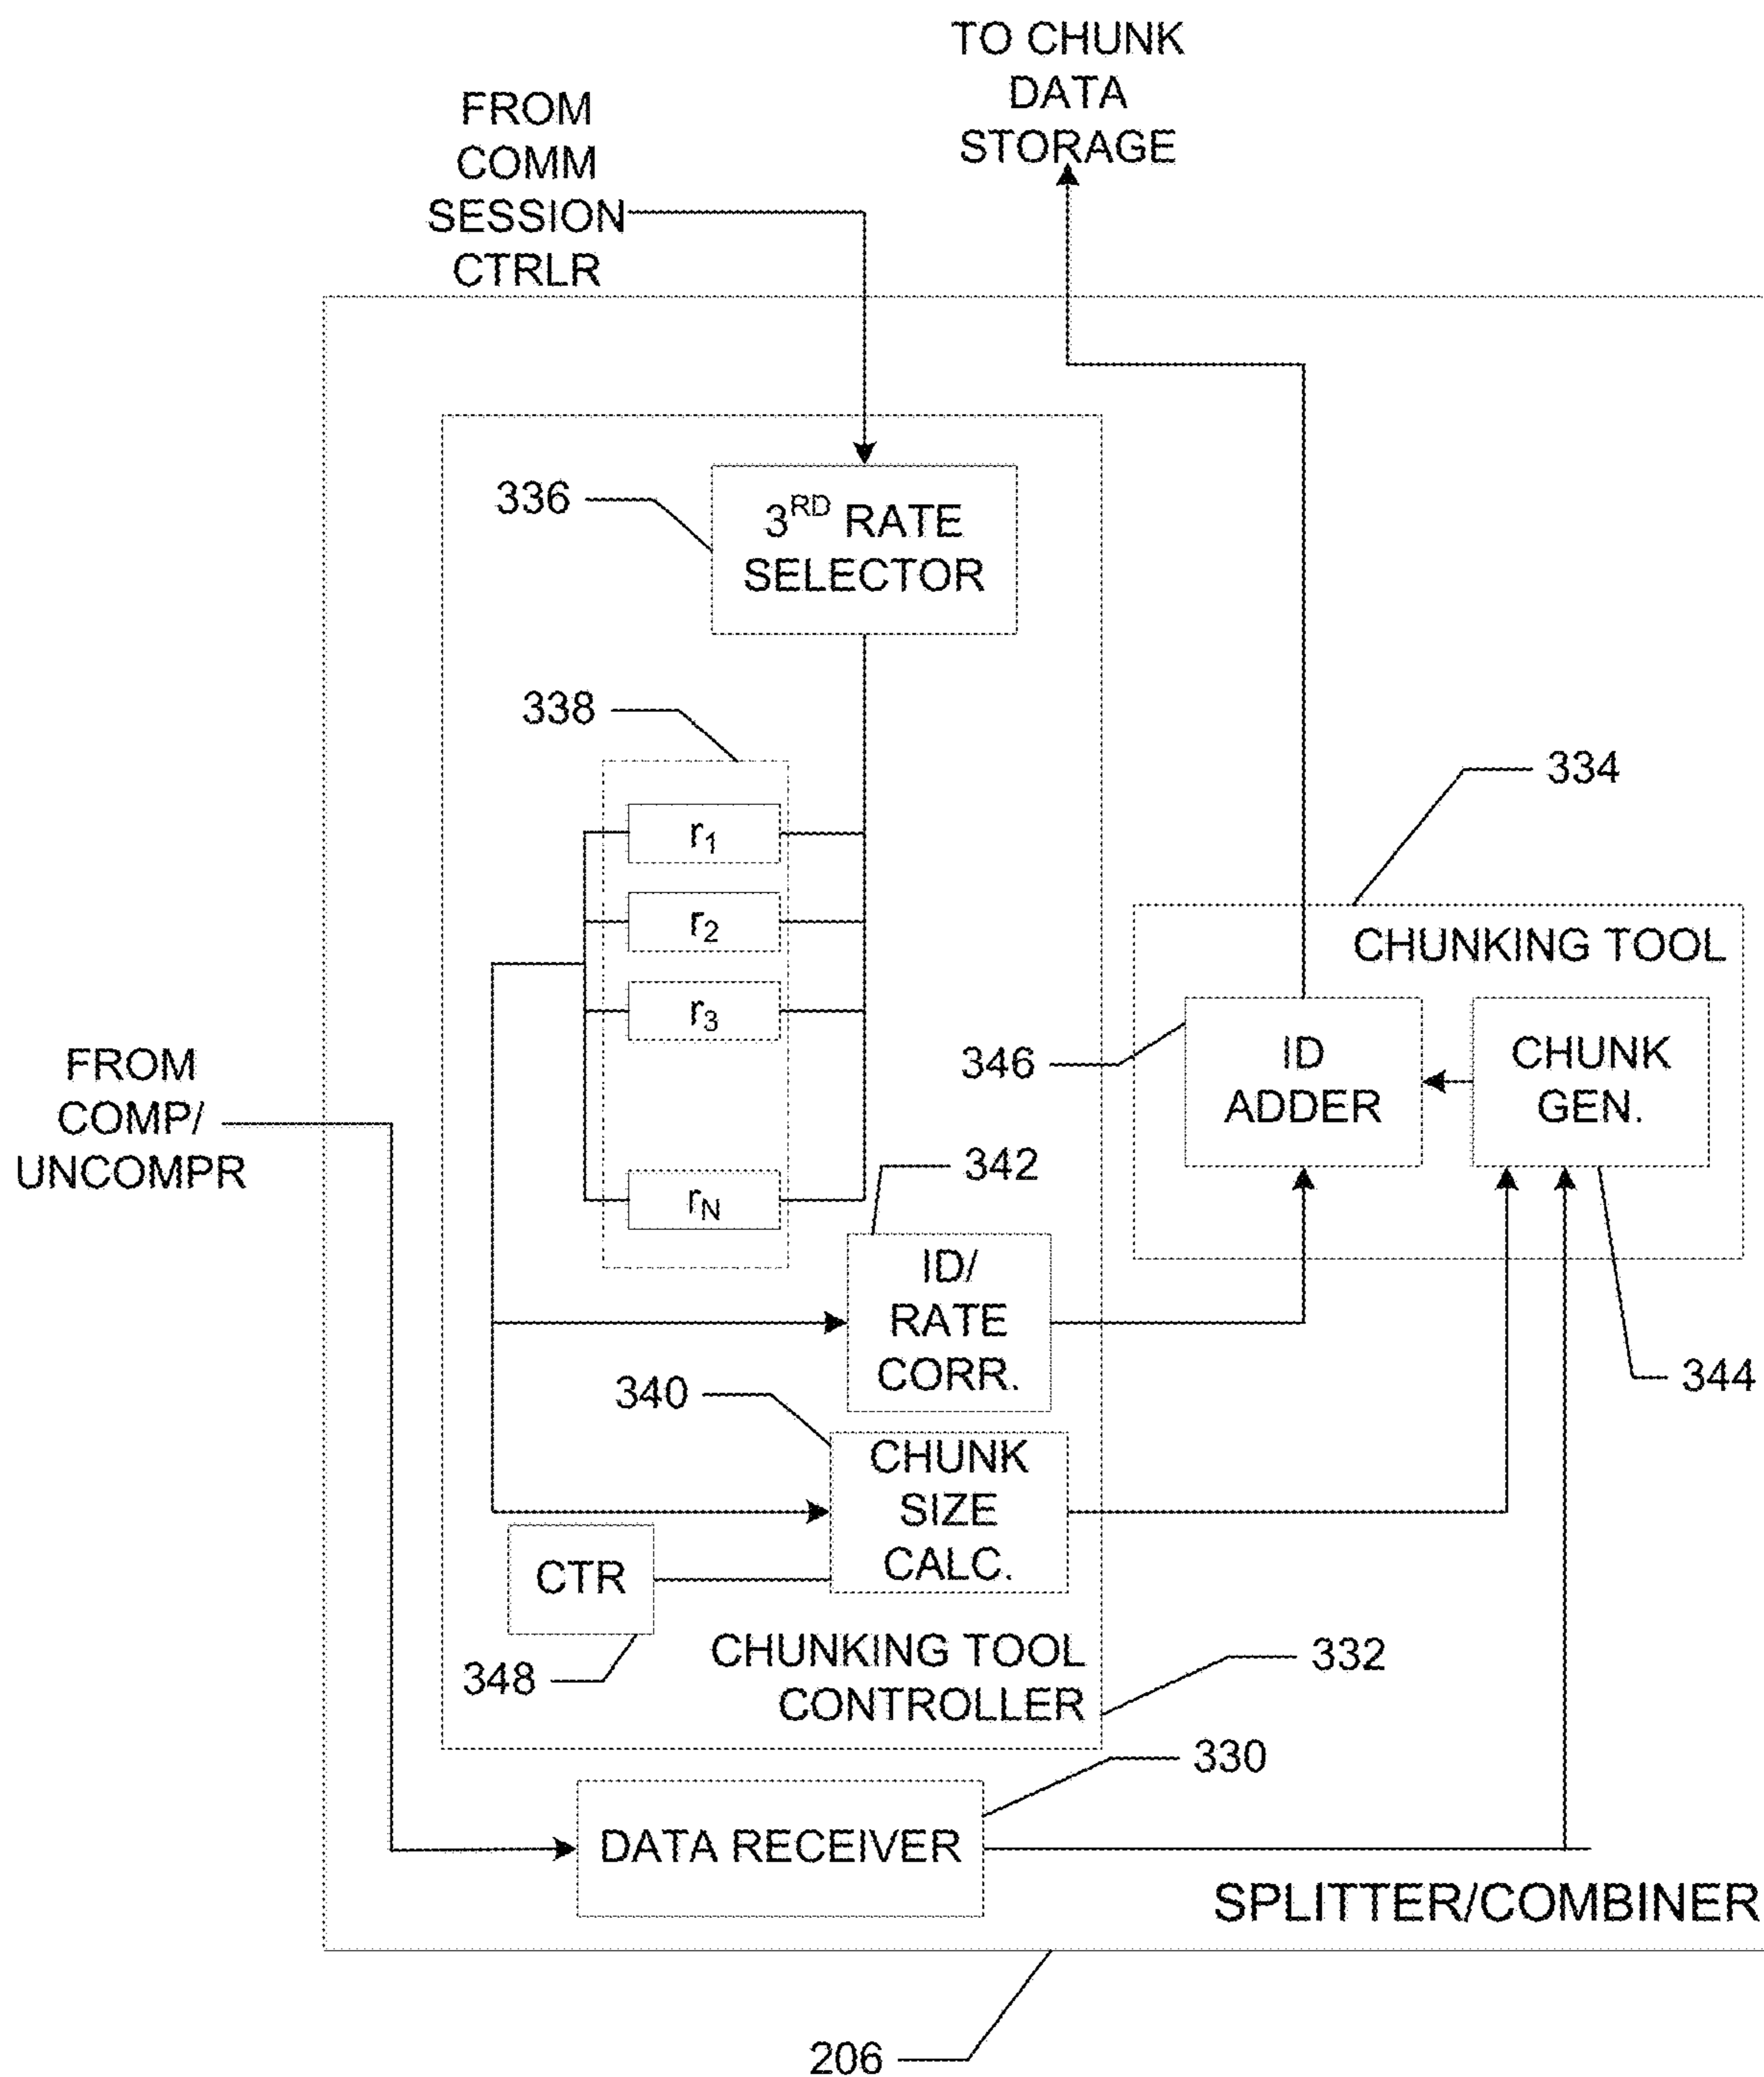 TO CHUNK
DATA
STORAGE
FROM
COMM
SESSION
CTRLR
336
3RD RATE
SELECTOR
338
r1
r2
r3
rN
334
CHUNKING TOOL
346
ID
ADDER
CHUNK
GEN.
FROM
COMP/
UNCOMPR
342
ID/
RATE
CORR.
344
340
CHUNK
SIZE
CALC.
CTR
348
CHUNKING TOOL
CONTROLLER
332
330
DATA RECEIVER
SPLITTER/COMBINER
206